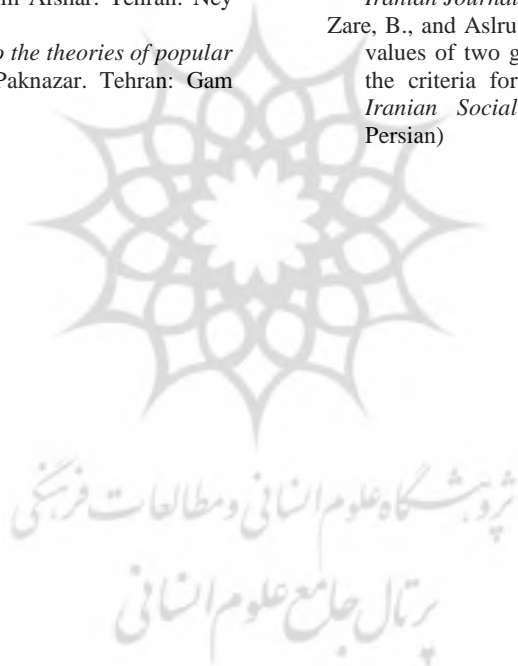 in Afshar. Tehran: Ney
o the theories of popular
Paknazar. Tehran: Gam
Iranian Journal
Zare, B., and Aslru
values of two g
the criteria for
Iranian Social
Persian)
پژوهشگاه علوم انسانی و مطالعات فرهنگی
پرتال جامع علوم انسانی